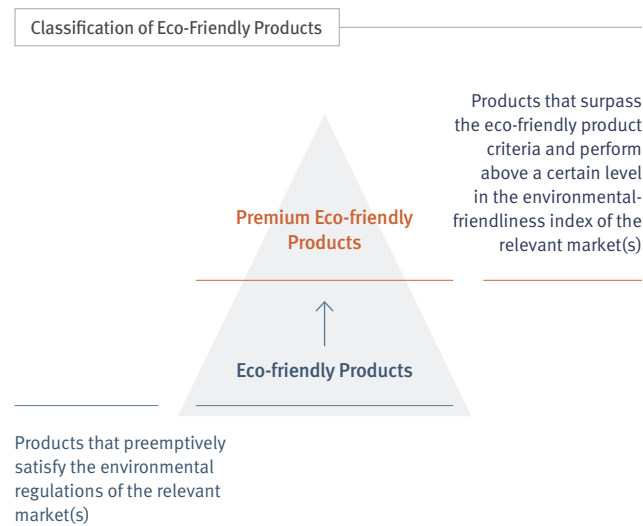 Classification of Eco-Friendly Products
Products that surpass
the eco-friendly product
criteria and perform
above a certain level
in the environmental-
friendliness index of the
relevant market(s)
Premium Eco-friendly
Products
Eco-friendly Products
Products that preemptively
satisfy the environmental
regulations of the relevant
market(s)